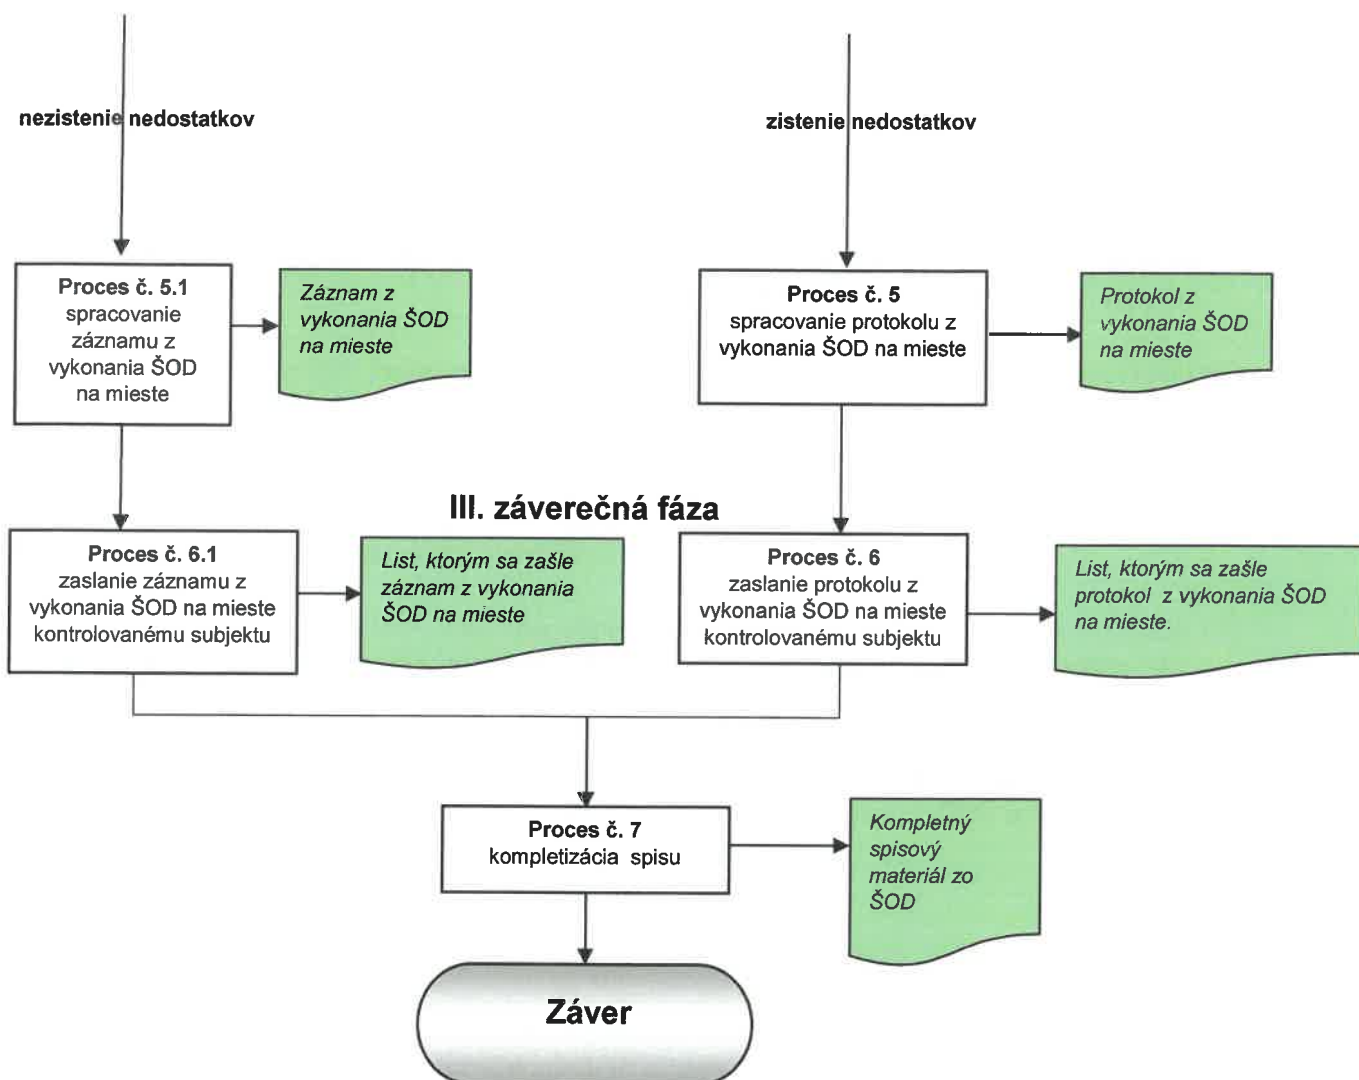 nezistenie nedostatkov
zistenie nedostatkov
Proces č. 5.1
spracovanie
záznamu z
vykonania ŠOD
na mieste
Záznam z
vykonania ŠOD
na mieste
Proces č. 5
spracovanie protokolu z
vykonania ŠOD na mieste
Protokol z
vykonania ŠOD
na mieste
III. záverečná fáza
Proces č. 6.1
zaslanie záznamu z
vykonania ŠOD na mieste
kontrolovanému subjektu
List, ktorým sa zašle
záznam z vykonania
ŠOD na mieste
Proces č. 6
zaslanie protokolu z
vykonania ŠOD na mieste
kontrolovanému subjektu
List, ktorým sa zašle
protokol z vykonania ŠOD
na mieste.
Proces č. 7
kompletizácia spisu
Kompletný
spisový
materiál zo
ŠOD
Záver